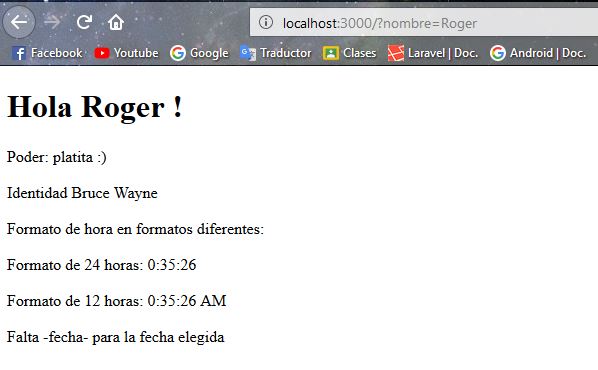 localhost:3000/?nombre=Roger
Facebook Youtube Google Traductor Clases Laravel | Doc. Android | Doc.
Hola Roger !
Poder: platita :)
Identidad Bruce Wayne
Formato de hora en formatos diferentes:
Formato de 24 horas: 0:35:26
Formato de 12 horas: 0:35:26 AM
Falta -fecha- para la fecha elegida